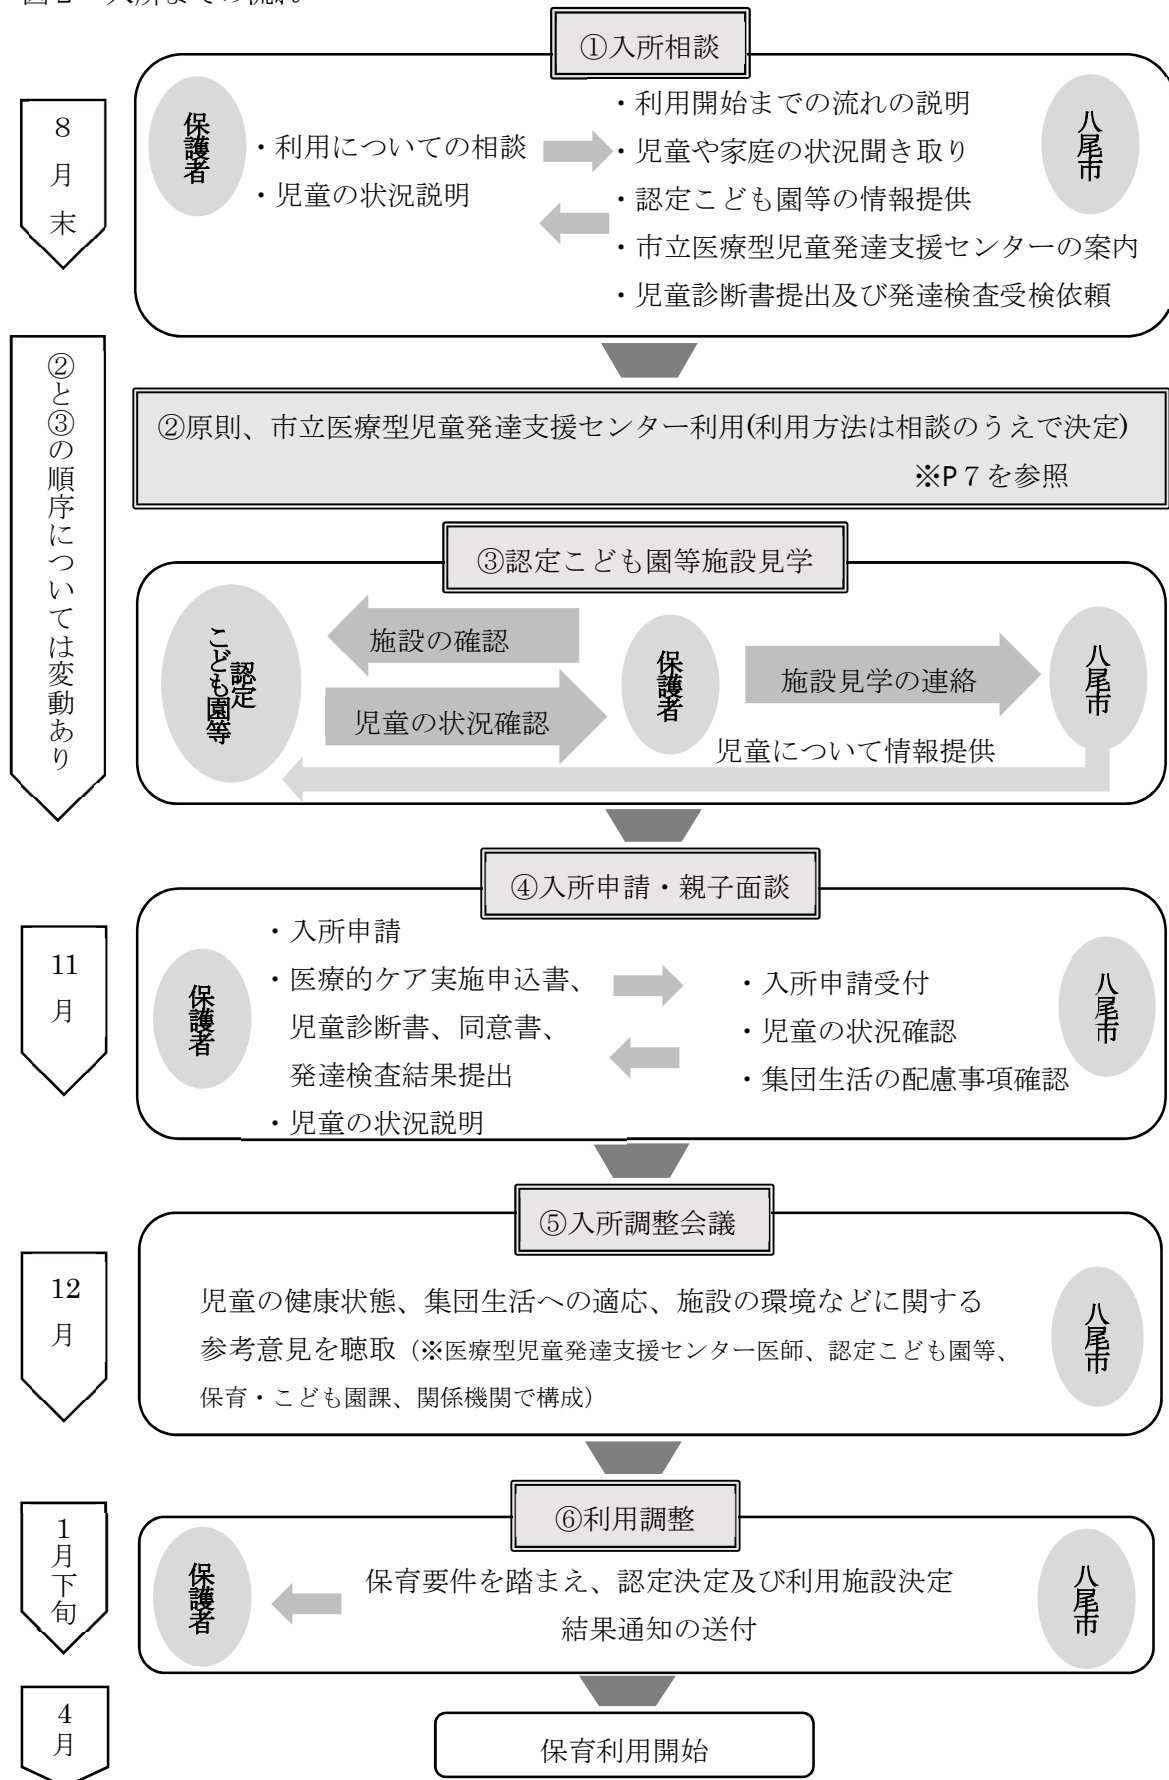 図2 入所までの流れ
①入所相談
8月末
保護者
・利用についての相談
・児童の状況説明
・利用開始までの流れの説明
・児童や家庭の状況聞き取り
・認定こども園等の情報提供
・市立医療型児童発達支援センターの案内
・児童診断書提出及び発達検査受検依頼
八尾市
②と③の順序については変動あり
②原則、市立医療型児童発達支援センター利用(利用方法は相談のうえで決定)
※P7を参照
③認定こども園等施設見学
認定
こども園等
施設の確認
児童の状況確認
保護者
施設見学の連絡
八尾市
児童について情報提供
④入所申請・親子面談
11月
保護者
・入所申請
・医療的ケア実施申込書、
児童診断書、同意書、
発達検査結果提出
・児童の状況説明
・入所申請受付
・児童の状況確認
・集団生活の配慮事項確認
八尾市
⑤入所調整会議
12月
児童の健康状態、集団生活への適応、施設の環境などに関する
参考意見を聴取（※医療型児童発達支援センター医師、認定こども園等、
保育・こども園課、関係機関で構成）
八尾市
⑥利用調整
1月下旬
保護者
保育要件を踏まえ、認定決定及び利用施設決定
結果通知の送付
八尾市
4月
保育利用開始